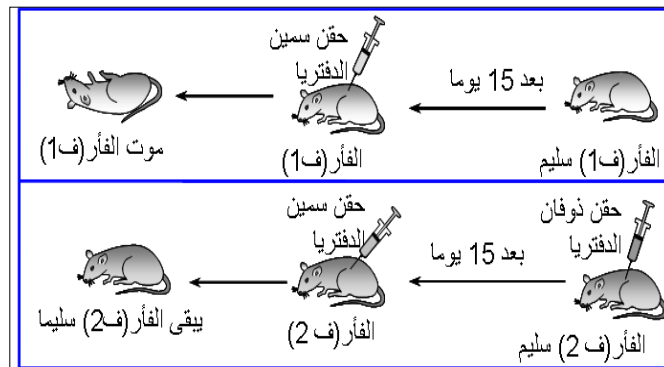 حقن سمين
الدفتريا
بعد 15 يوما
الفأر(ف1) سليم
الفأر(ف1)
موت الفأر(ف1)
حقن ذوفان
الدفتريا
بعد 15 يوما
حقن سمين
الدفتريا
الفأر(ف 2) سليم
الفأر(ف 2)
يبقى الفأر(ف2) سليما